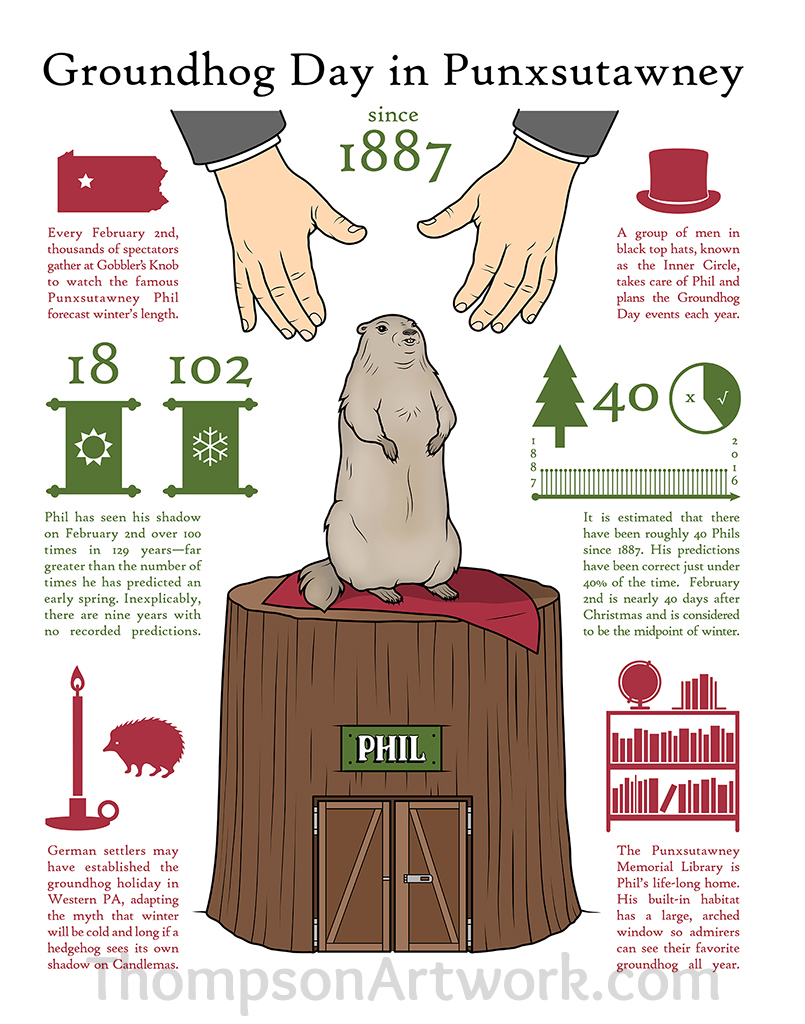 Groundhog Day in Punxsutawney
since
1887
Every February 2nd,
thousands of spectators
gather at Gobbler's Knob
to watch the famous
Punxsutawney Phil
forecast winter's length.
A group of men in
black top hats, known
as the Inner Circle,
takes care of Phil and
plans the Groundhog
Day events each year.
18 102
Phil has seen his shadow
on February 2nd over 100
times in 129 years—far
greater than the number of
times he has predicted an
early spring. Inexplicably,
there are nine years with
no recorded predictions.
40
x √
1887
2016
It is estimated that there
have been roughly 40 Phils
since 1887. His predictions
have been correct just under
40% of the time. February
2nd is nearly 40 days after
Christmas and is considered
to be the midpoint of winter.
PHIL
German settlers may
have established the
groundhog holiday in
Western PA, adapting
the myth that winter
will be cold and long if a
hedgehog sees its own
shadow on Candlemas.
The Punxsutawney
Memorial Library is
Phil's life-long home.
His built-in habitat
has a large, arched
window so admirers
can see their favorite
groundhog all year.
ThompsonArtwork.com